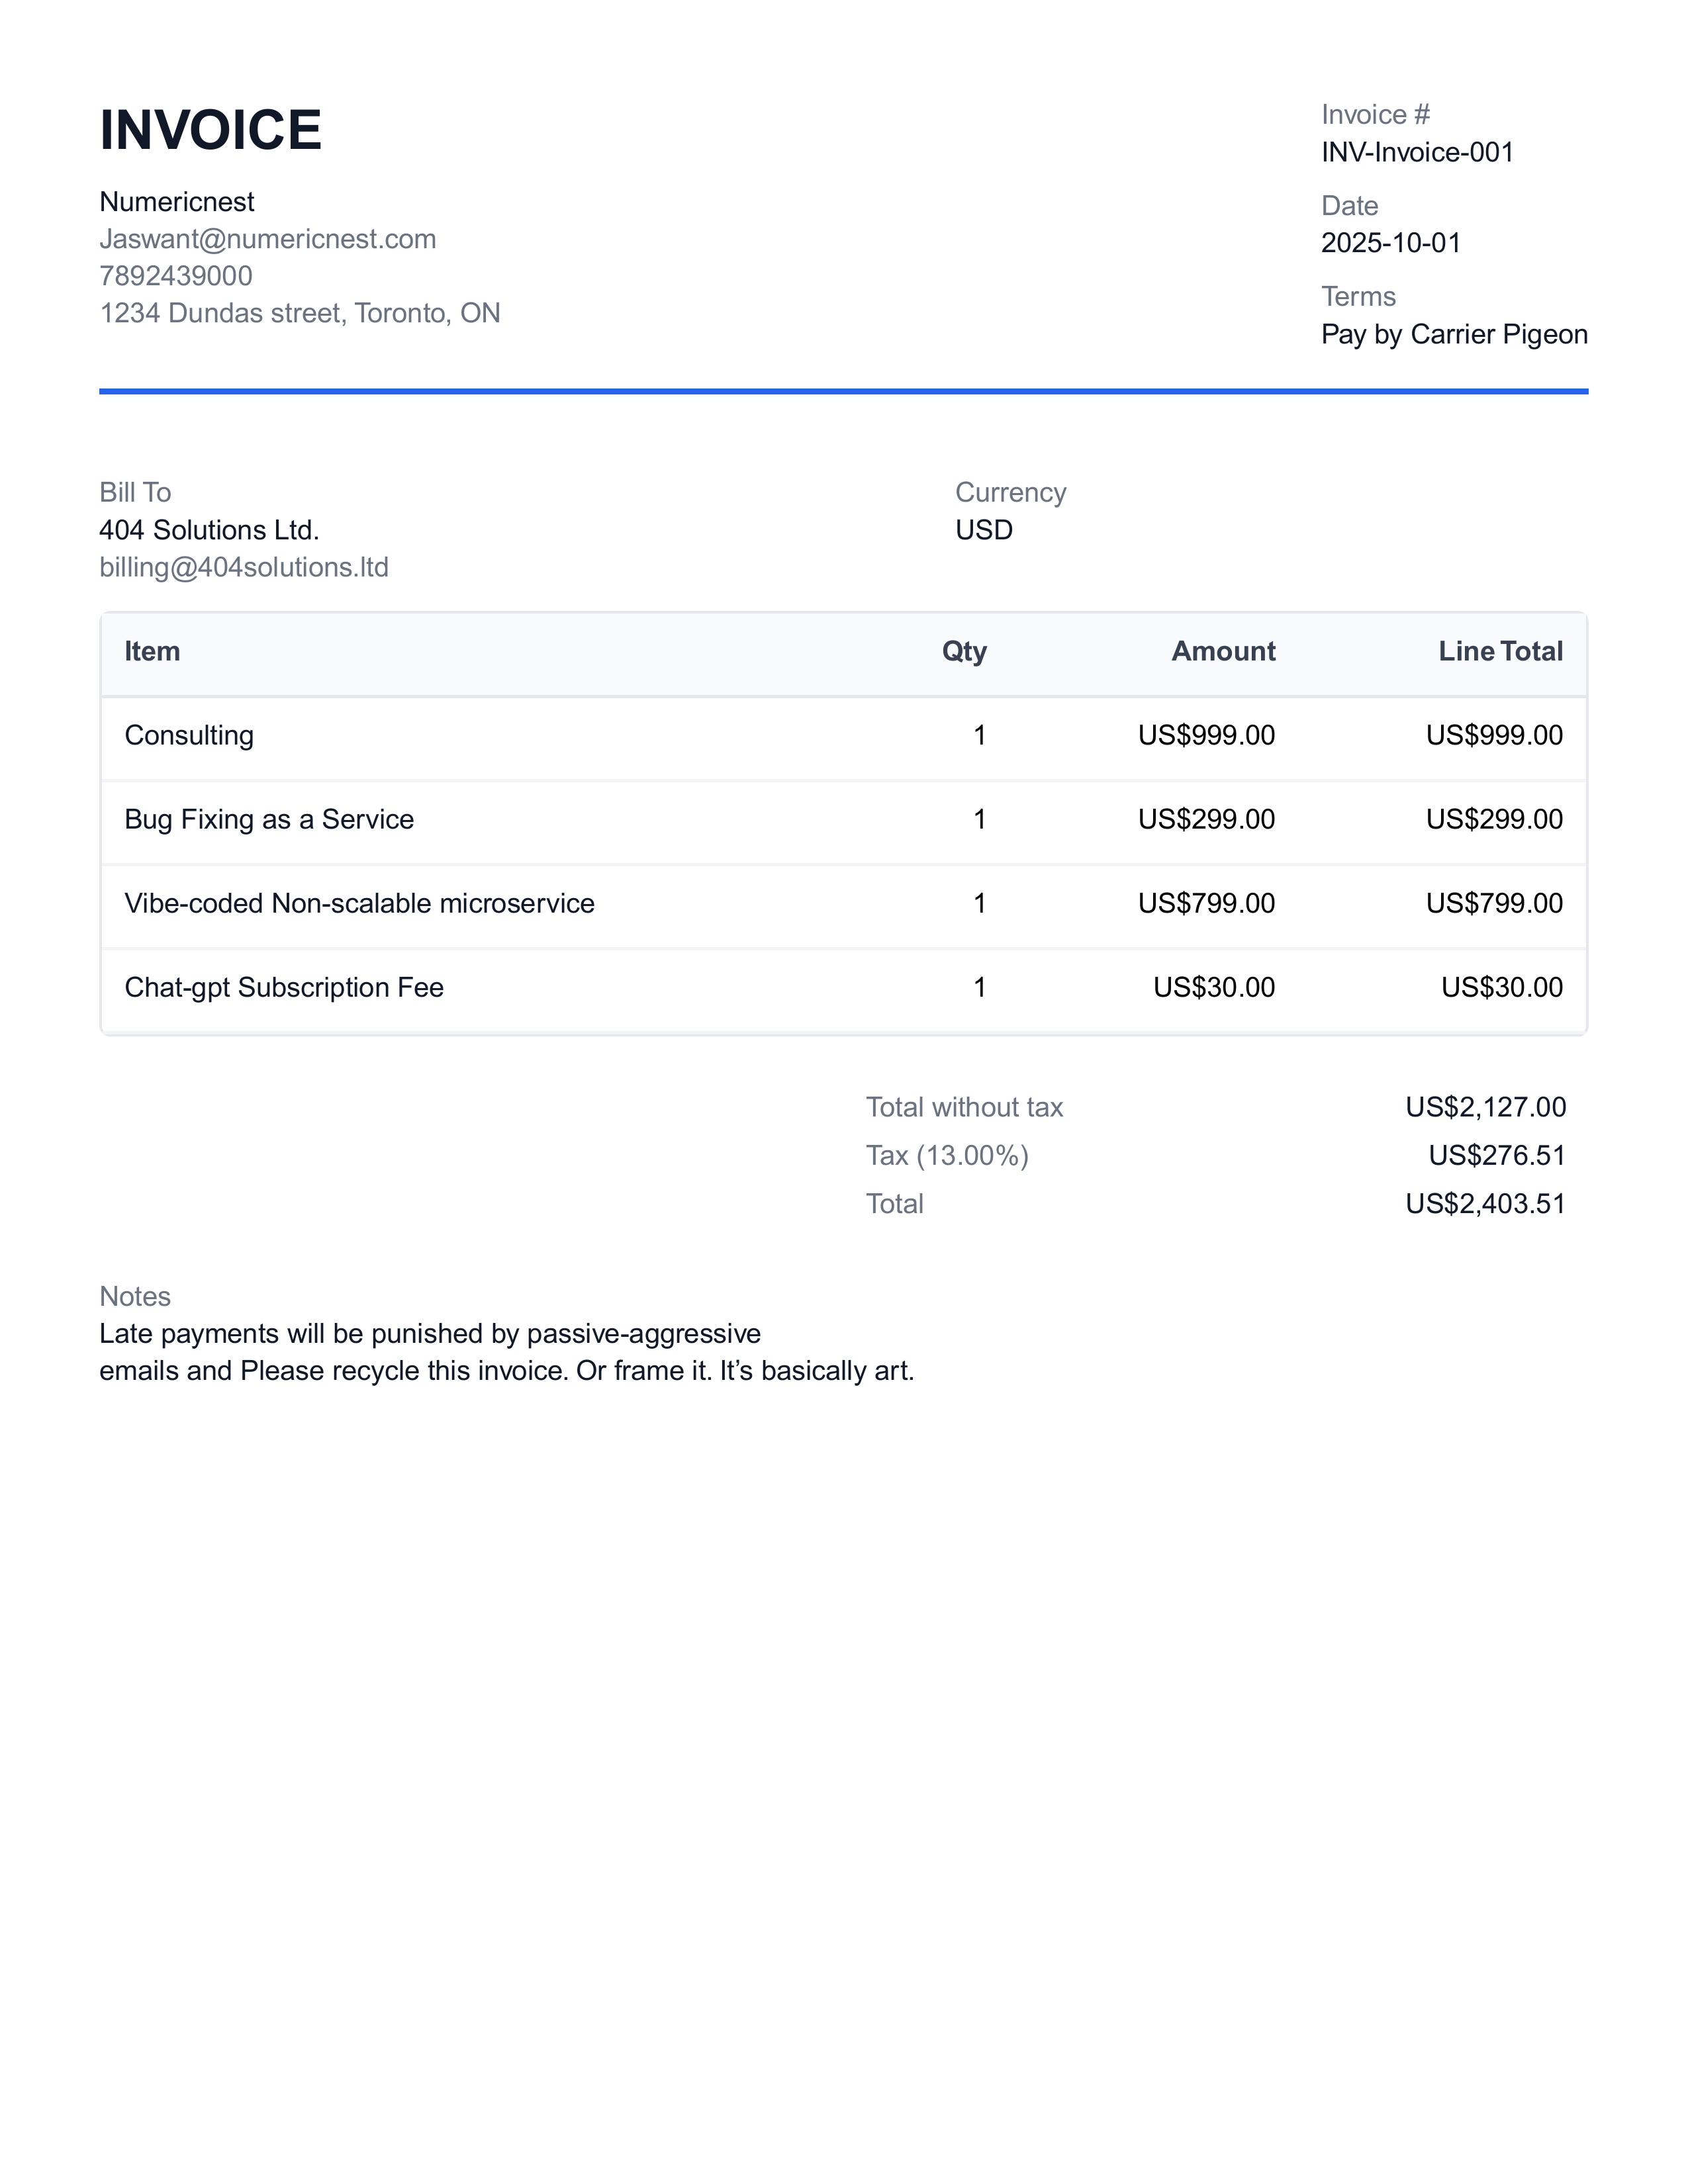 INVOICE
Numericnest
Jaswant@numericnest.com
7892439000
1234 Dundas street, Toronto, ON
Invoice #
INV-Invoice-001
Date
2025-10-01
Terms
Pay by Carrier Pigeon
Bill To
404 Solutions Ltd.
billing@404solutions.ltd
Currency
USD
Item Qty Amount Line Total
Consulting 1 US$999.00 US$999.00
Bug Fixing as a Service 1 US$299.00 US$299.00
Vibe-coded Non-scalable microservice 1 US$799.00 US$799.00
Chat-gpt Subscription Fee 1 US$30.00 US$30.00
Total without tax US$2,127.00
Tax (13.00%) US$276.51
Total US$2,403.51
Notes
Late payments will be punished by passive-aggressive
emails and Please recycle this invoice. Or frame it. It’s basically art.